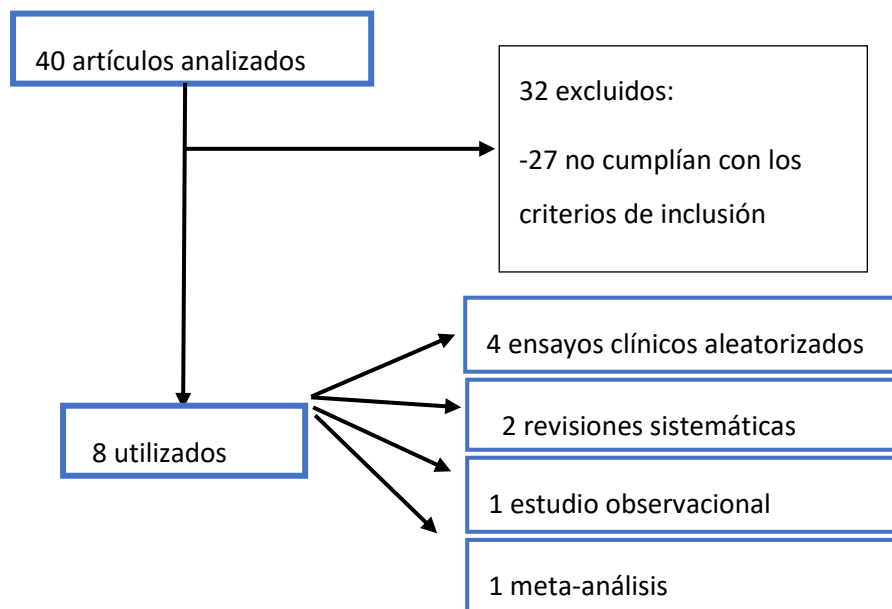 40 artículos analizados
32 excluidos:
-27 no cumplían con los
criterios de inclusión
4 ensayos clínicos aleatorizados
2 revisiones sistemáticas
8 utilizados
1 estudio observacional
1 meta-análisis